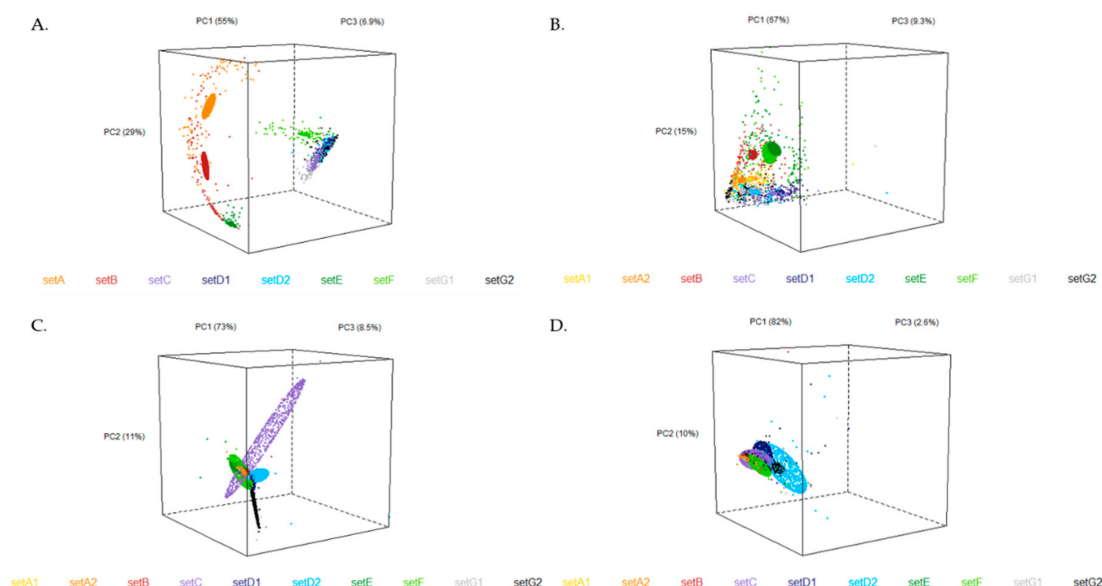 A.
PC1 (55%) PC3 (6.9%)
PC2 (29%)
setA setB setC setD1 setD2 setE setF setG1 setG2
B.
PC1 (67%) PC3 (9.3%)
PC2 (15%)
setA1 setA2 setB setC setD1 setD2 setE setF setG1 setG2
C.
PC1 (73%) PC3 (8.5%)
PC2 (11%)
setA1 setA2 setB setC setD1 setD2 setE setF setG1 setG2
D.
PC1 (82%) PC3 (2.6%)
PC2 (10%)
setA1 setA2 setB setC setD1 setD2 setE setF setG1 setG2